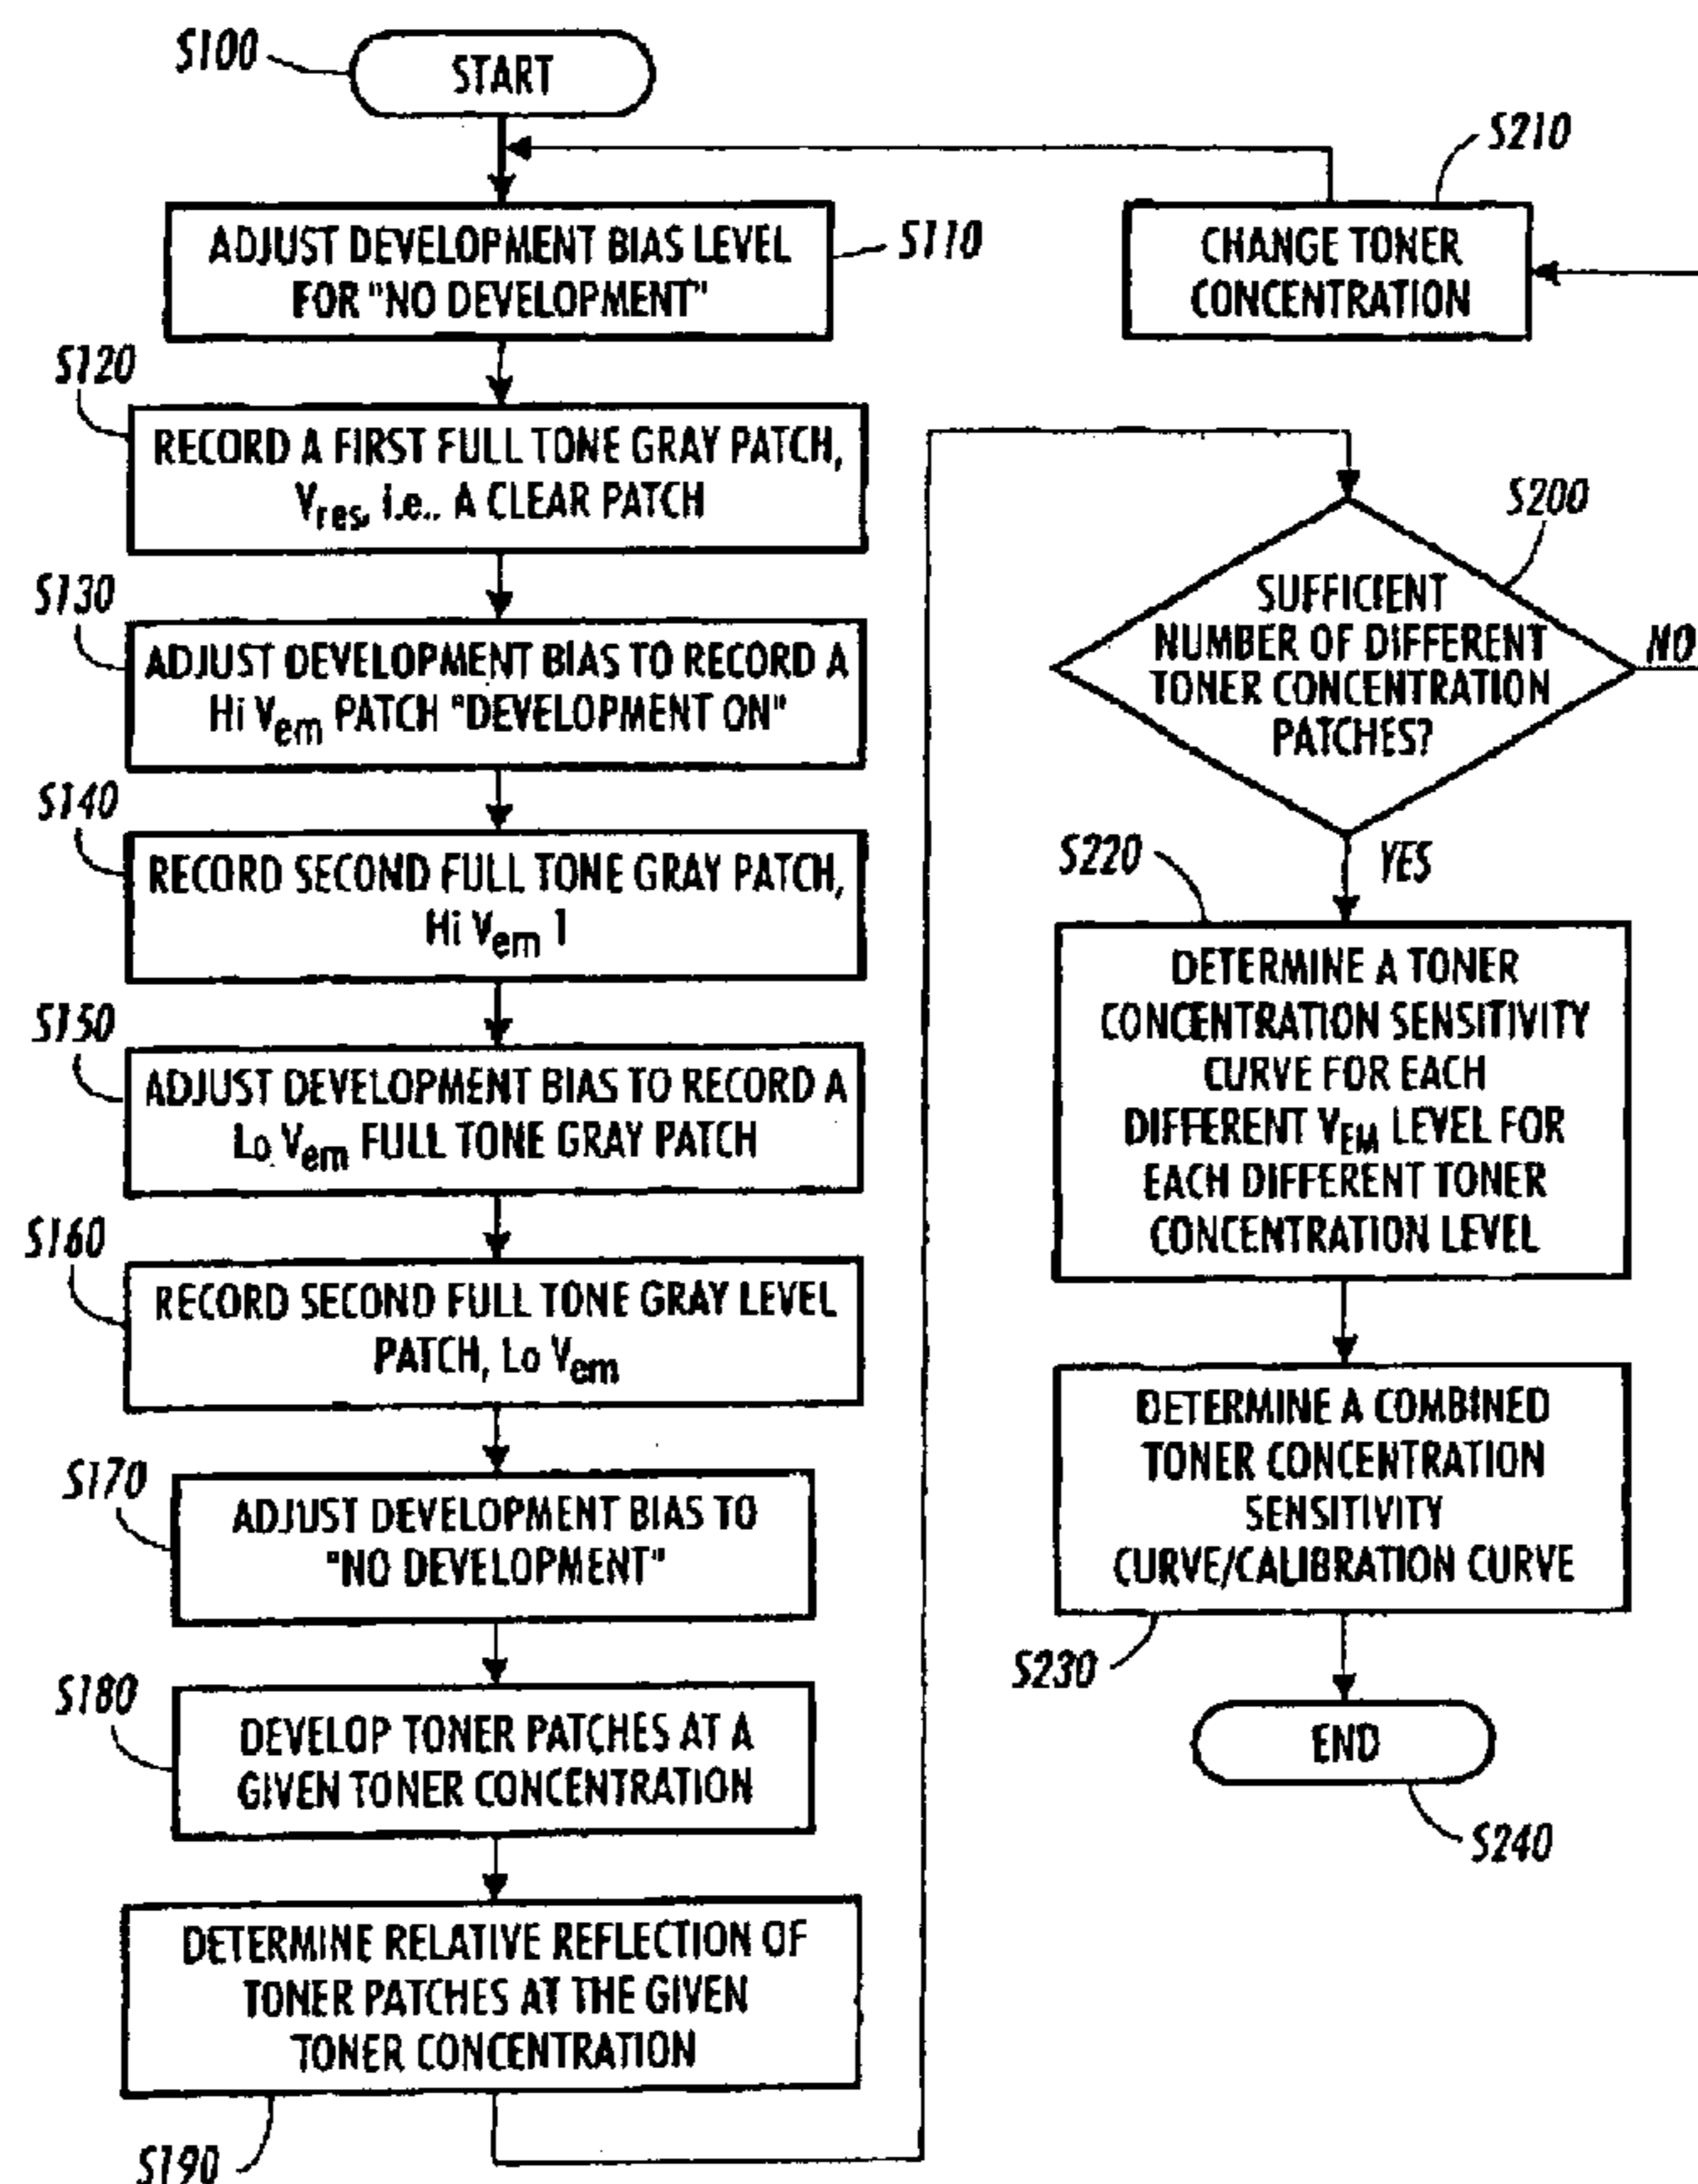 S100
START
S110
ADJUST DEVELOPMENT BIAS LEVEL
FOR "NO DEVELOPMENT"
S120
RECORD A FIRST FULL TONE GRAY PATCH,
Vres, i.e.. A CLEAR PATCH
S130
ADJUST DEVELOPMENT BIAS TO RECORD A
Hi Vem PATCH "DEVELOPMENT ON"
S140
RECORD SECOND FULL TONE GRAY PATCH,
Hi Vem 1
S150
ADJUST DEVELOPMENT BIAS TO RECORD A
Lo Vem FULL TONE GRAY PATCH
S160
RECORD SECOND FULL TONE GRAY LEVEL
PATCH, Lo Vem
S170
ADJUST DEVELOPMENT BIAS TO
"NO DEVELOPMENT"
S180
DEVELOP TONER PATCHES AT A
GIVEN TONER CONCENTRATION
DETERMINE RELATIVE REFLECTION OF
TONER PATCHES AT THE GIVEN
TONER CONCENTRATION
S190
S210
CHANGE TONER
CONCENTRATION
S200
SUFFICIENT
NUMBER OF DIFFERENT
TONER CONCENTRATION
PATCHES?
NO
YES
S220
DETERMINE A TONER
CONCENTRATION SENSITIVITY
CURVE FOR EACH
DIFFERENT VEM LEVEL FOR
EACH DIFFERENT TONER
CONCENTRATION LEVEL
DETERMINE A COMBINED
TONER CONCENTRATION
SENSITIVITY
CURVE/CALIBRATION CURVE
S230
END
S240